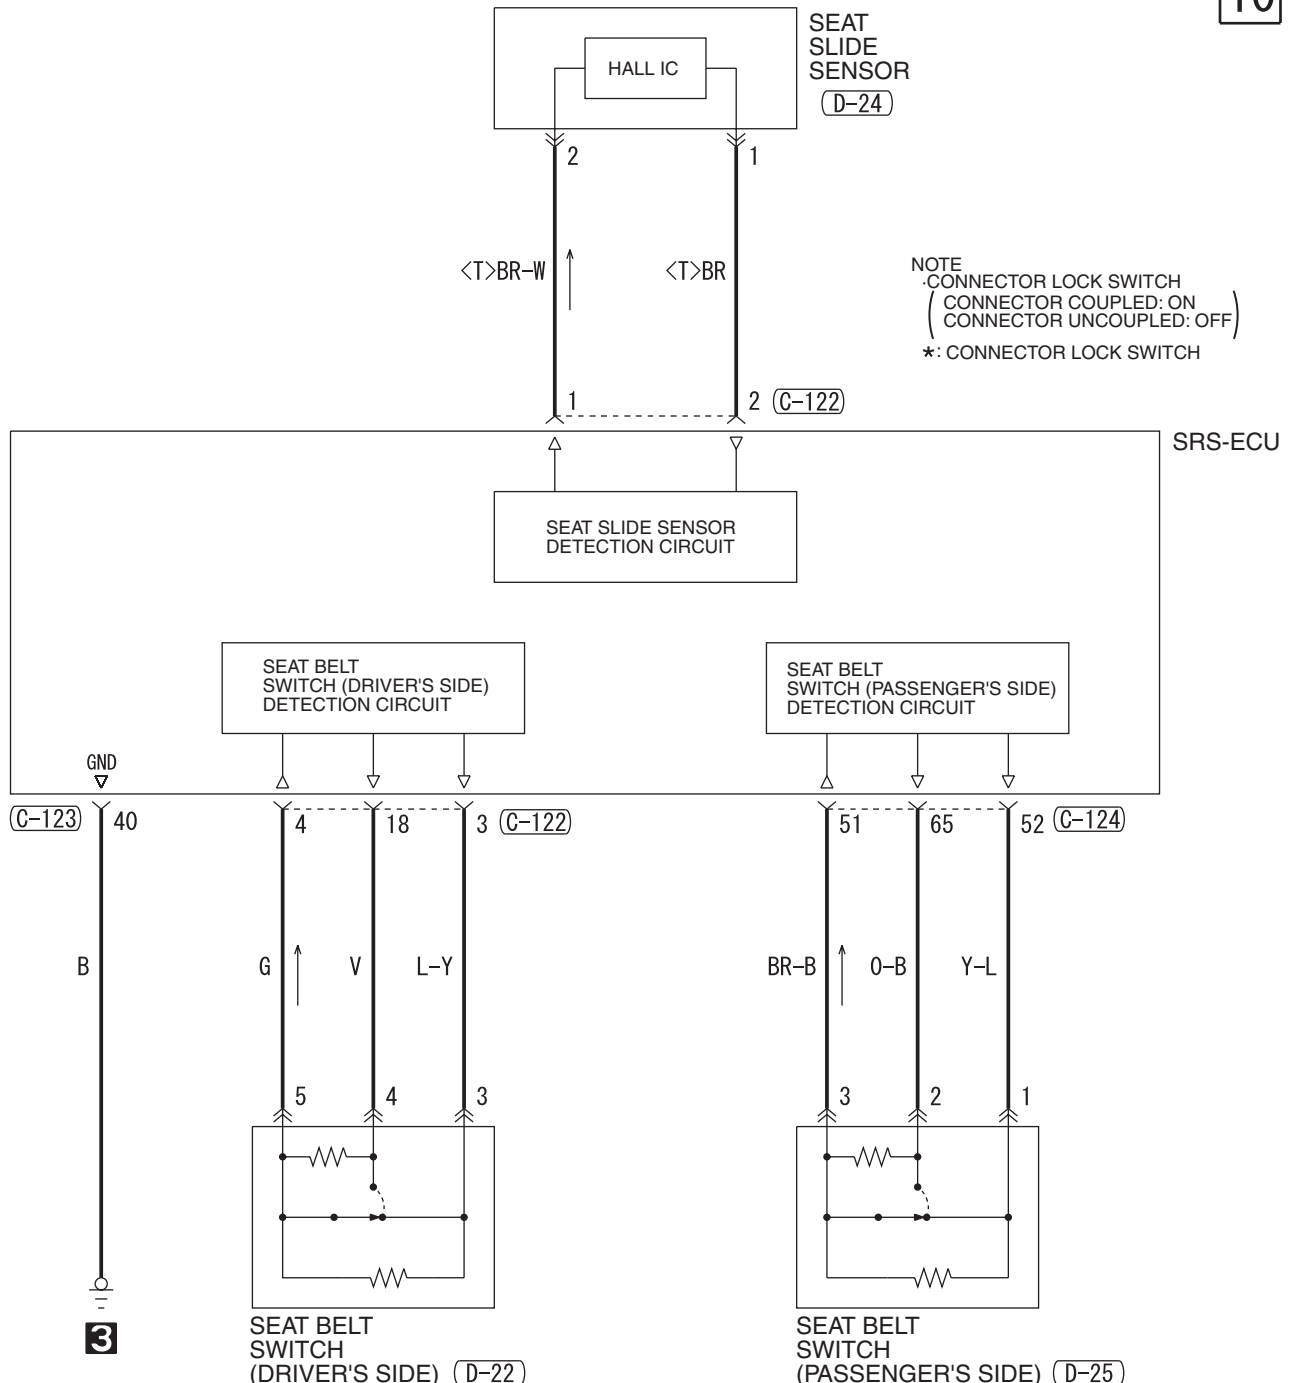 10
SEAT
SLIDE
SENSOR
D-24
HALL IC
2
1
<T>BR-W
<T>BR
NOTE
·CONNECTOR LOCK SWITCH
(CONNECTOR COUPLED: ON
CONNECTOR UNCOUPLED: OFF)
*: CONNECTOR LOCK SWITCH
1
2
C-122
SRS-ECU
SEAT SLIDE SENSOR
DETECTION CIRCUIT
SEAT BELT
SWITCH (DRIVER'S SIDE)
DETECTION CIRCUIT
SEAT BELT
SWITCH (PASSENGER'S SIDE)
DETECTION CIRCUIT
GND
C-123
40
4
18
3
C-122
51
65
52
C-124
B
G
V
L-Y
BR-B
O-B
Y-L
5
4
3
3
2
1
3
SEAT BELT
SWITCH
(DRIVER'S SIDE)
D-22
SEAT BELT
SWITCH
(PASSENGER'S SIDE)
D-25